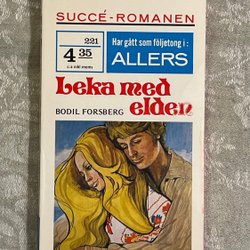 SUCCÉ-ROMANEN
221
4 35
Har gått som följetong i:
ALLERS
Leka med
elden
BODIL FORSBERG